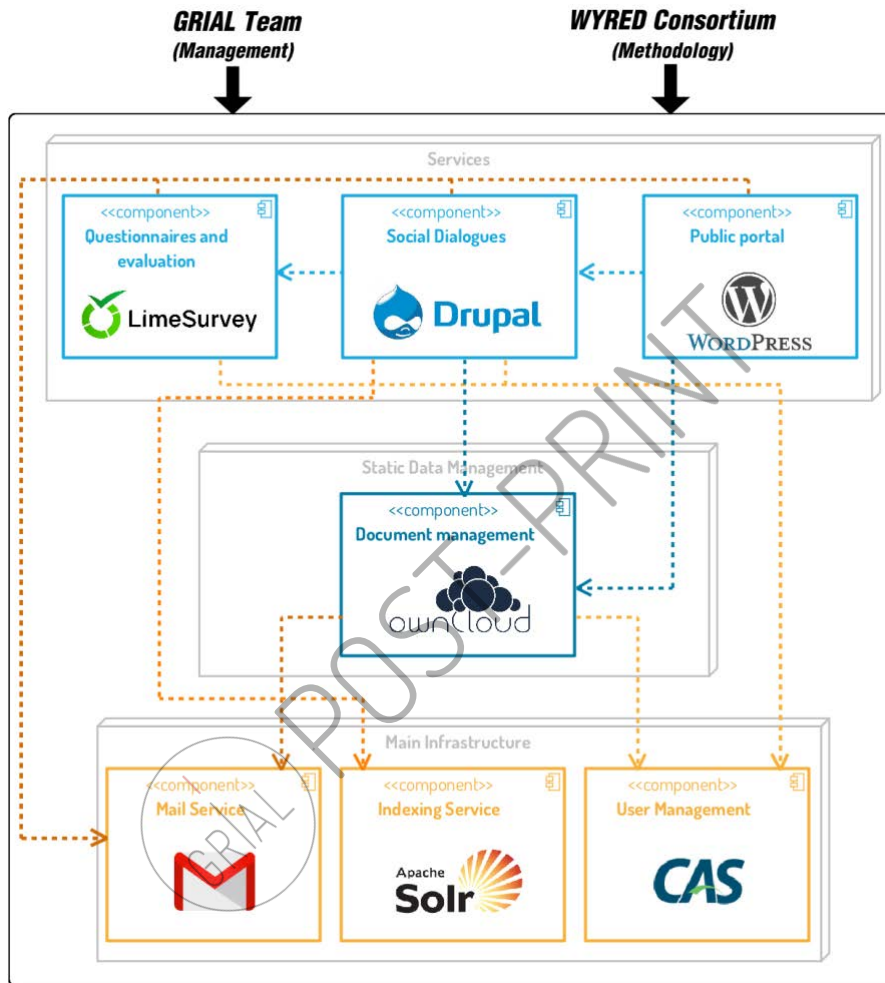 GRIAL Team
(Management)
WYRED Consortium
(Methodology)
Services
<<component>>
Questionnaires and
evaluation
LimeSurvey
<<component>>
Social Dialogues
Drupal
<<component>>
Public portal
W
WORDPRESS
Static Data Management
<<component>>
Document management
ownCloud
Main Infrastructure
<<component>>
Mail Service
<<component>>
Indexing Service
Apache
Solr
<<component>>
User Management
CAS
GRIAL
POST-PRINT